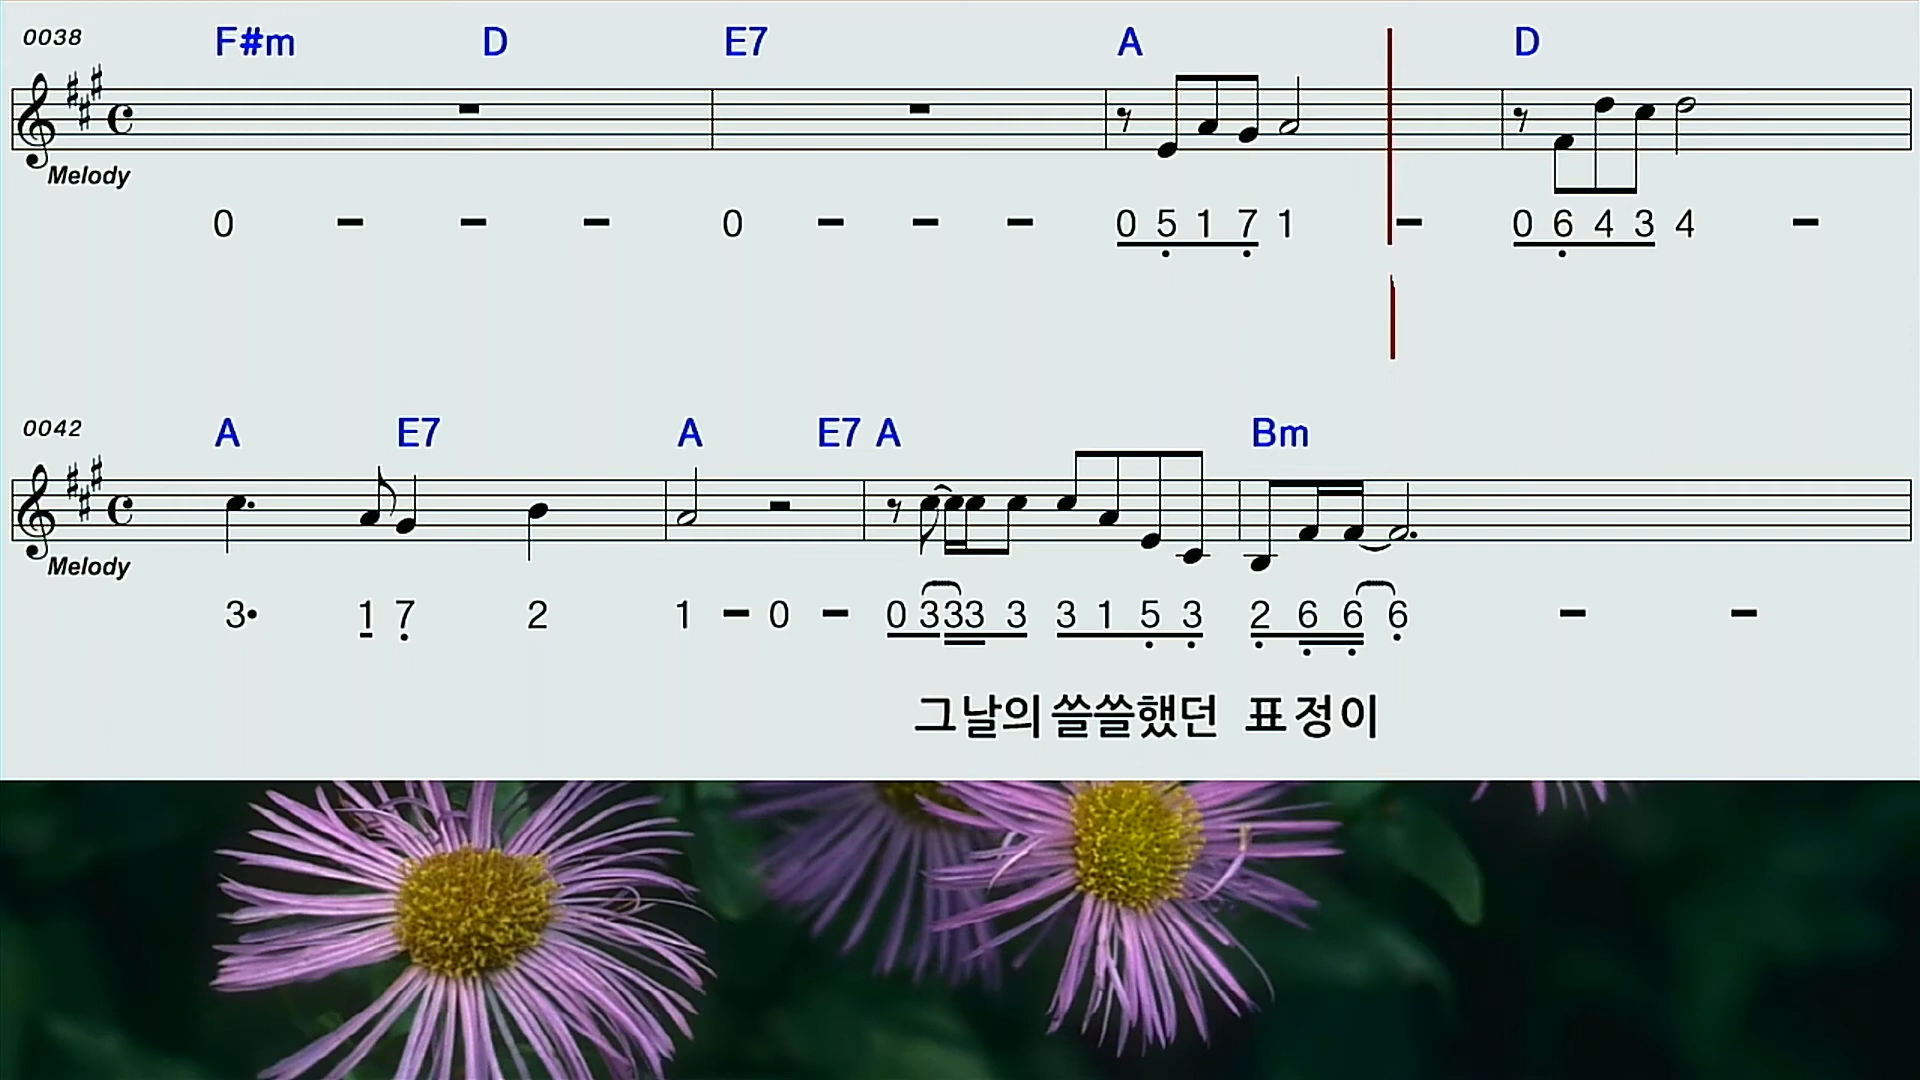 0038 F#m D E7 A D
Melody
0 - - - 0 - - - 0 5 1 7 1 - 0 6 4 3 4 -
0042 A E7 A E7 A Bm
Melody
3• 1 7 2 1 - 0 - 0 3 3 3 3 3 1 5 3 2 6 6 6 - -
그날의 쓸쓸했던 표정이